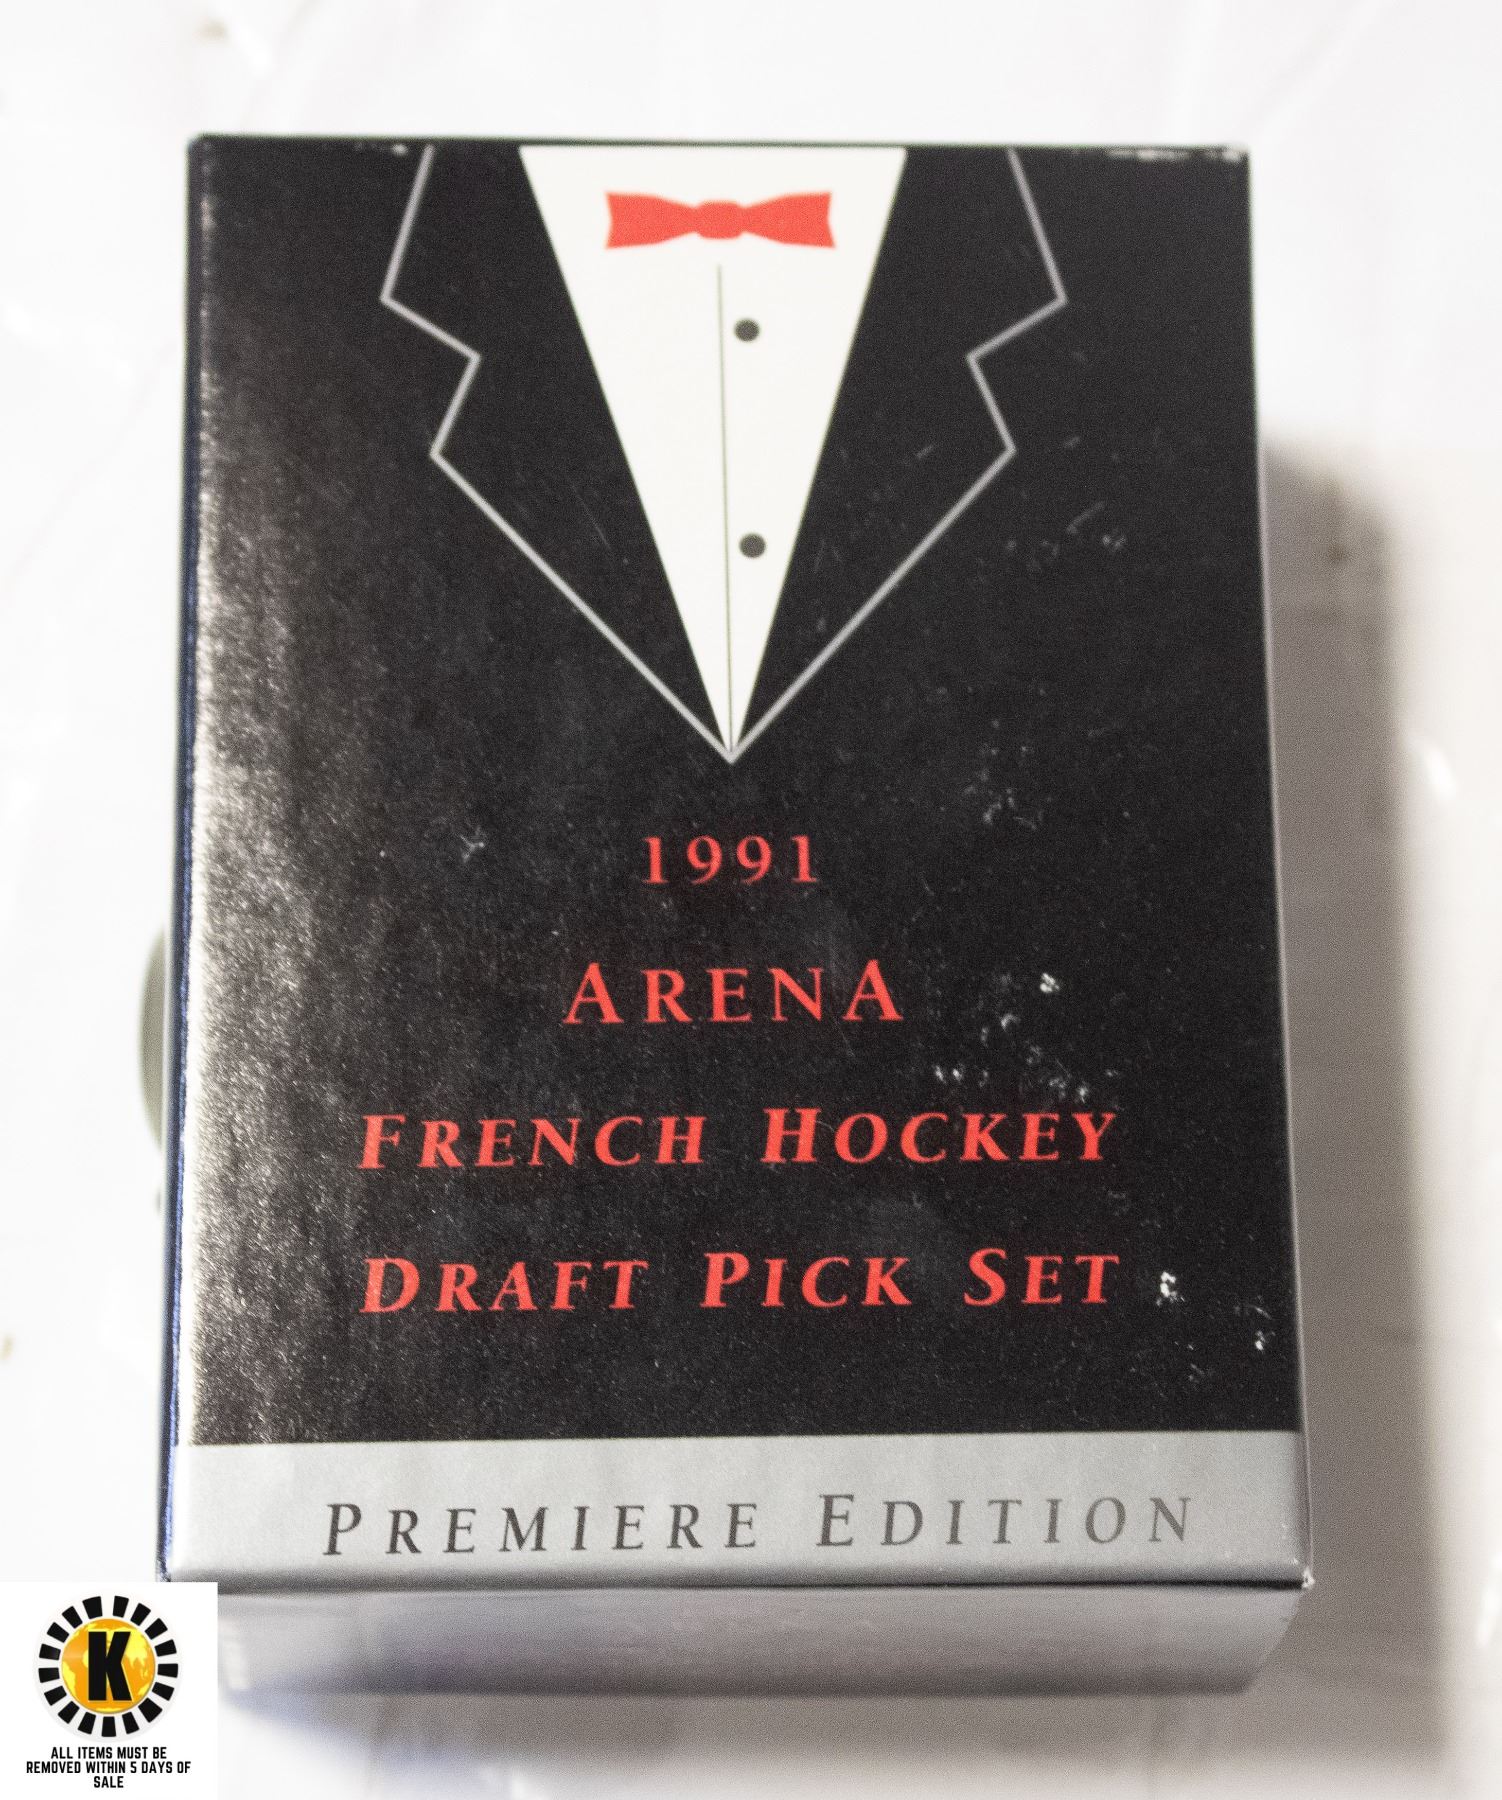 1991
ARENA
FRENCH HOCKEY
DRAFT PICK SET
PREMIERE EDITION
K
ALL ITEMS MUST BE
REMOVED WITHIN 5 DAYS OF
SALE